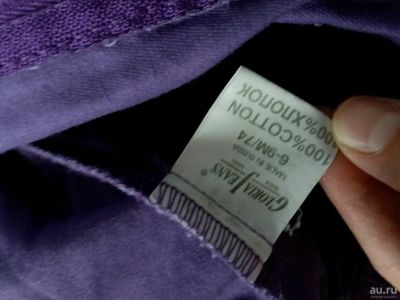 GLORIA JEANS
MADE IN RUSSIA
6-9M/74
100%COTTON
100%ХЛОПОК
au.ru